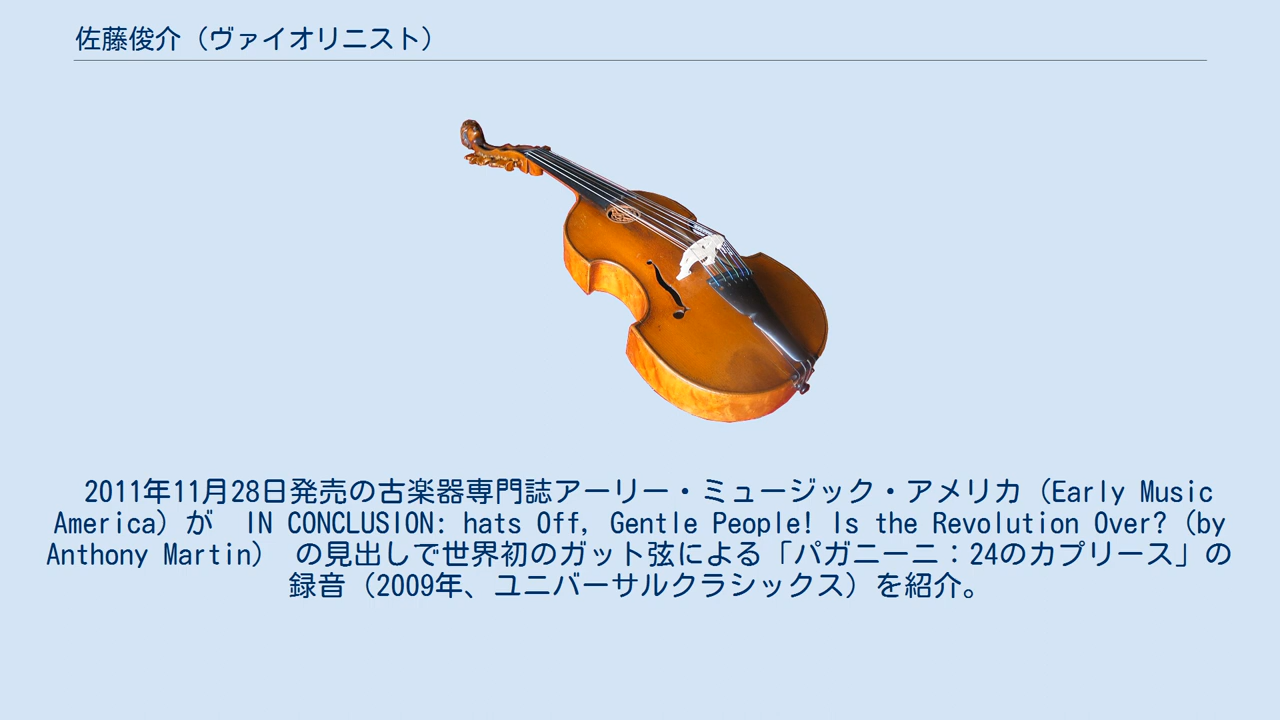 佐藤俊介（ヴァイオリニスト）
2011年11月28日発売の古楽器専門誌アーリー・ミュージック・アメリカ（Early Music
America）が　IN CONCLUSION: hats Off, Gentle People! Is the Revolution Over?（by
Anthony Martin）　の見出しで世界初のガット弦による「パガニーニ：24のカプリース」の
録音（2009年、ユニバーサルクラシックス）を紹介。